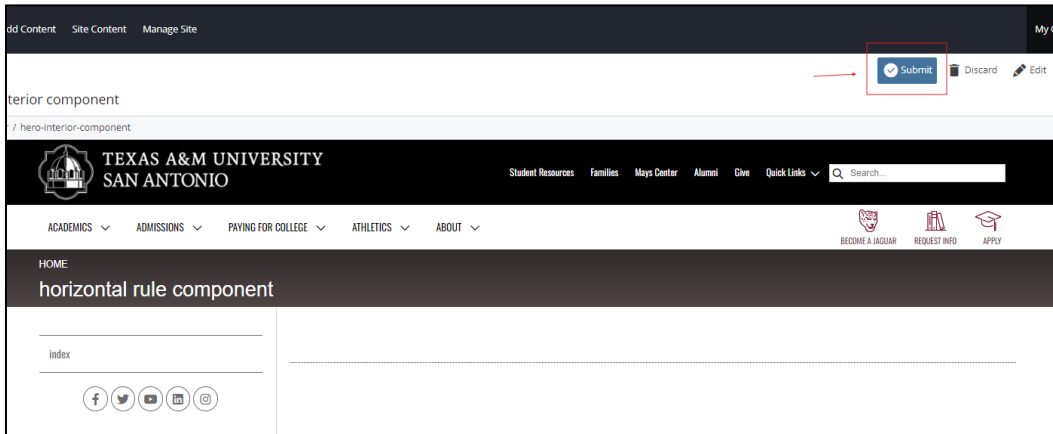 dd Content Site Content Manage Site My
Submit Discard Edit
terior component
/ hero-interior-component
TEXAS A&M UNIVERSITY
SAN ANTONIO
Student Resources Families Mays Center Alumni Give Quick Links Search...
ACADEMICS ADMISSIONS PAYING FOR COLLEGE ATHLETICS ABOUT
BECOME A JAGUAR REQUEST INFO APPLY
HOME
horizontal rule component
index